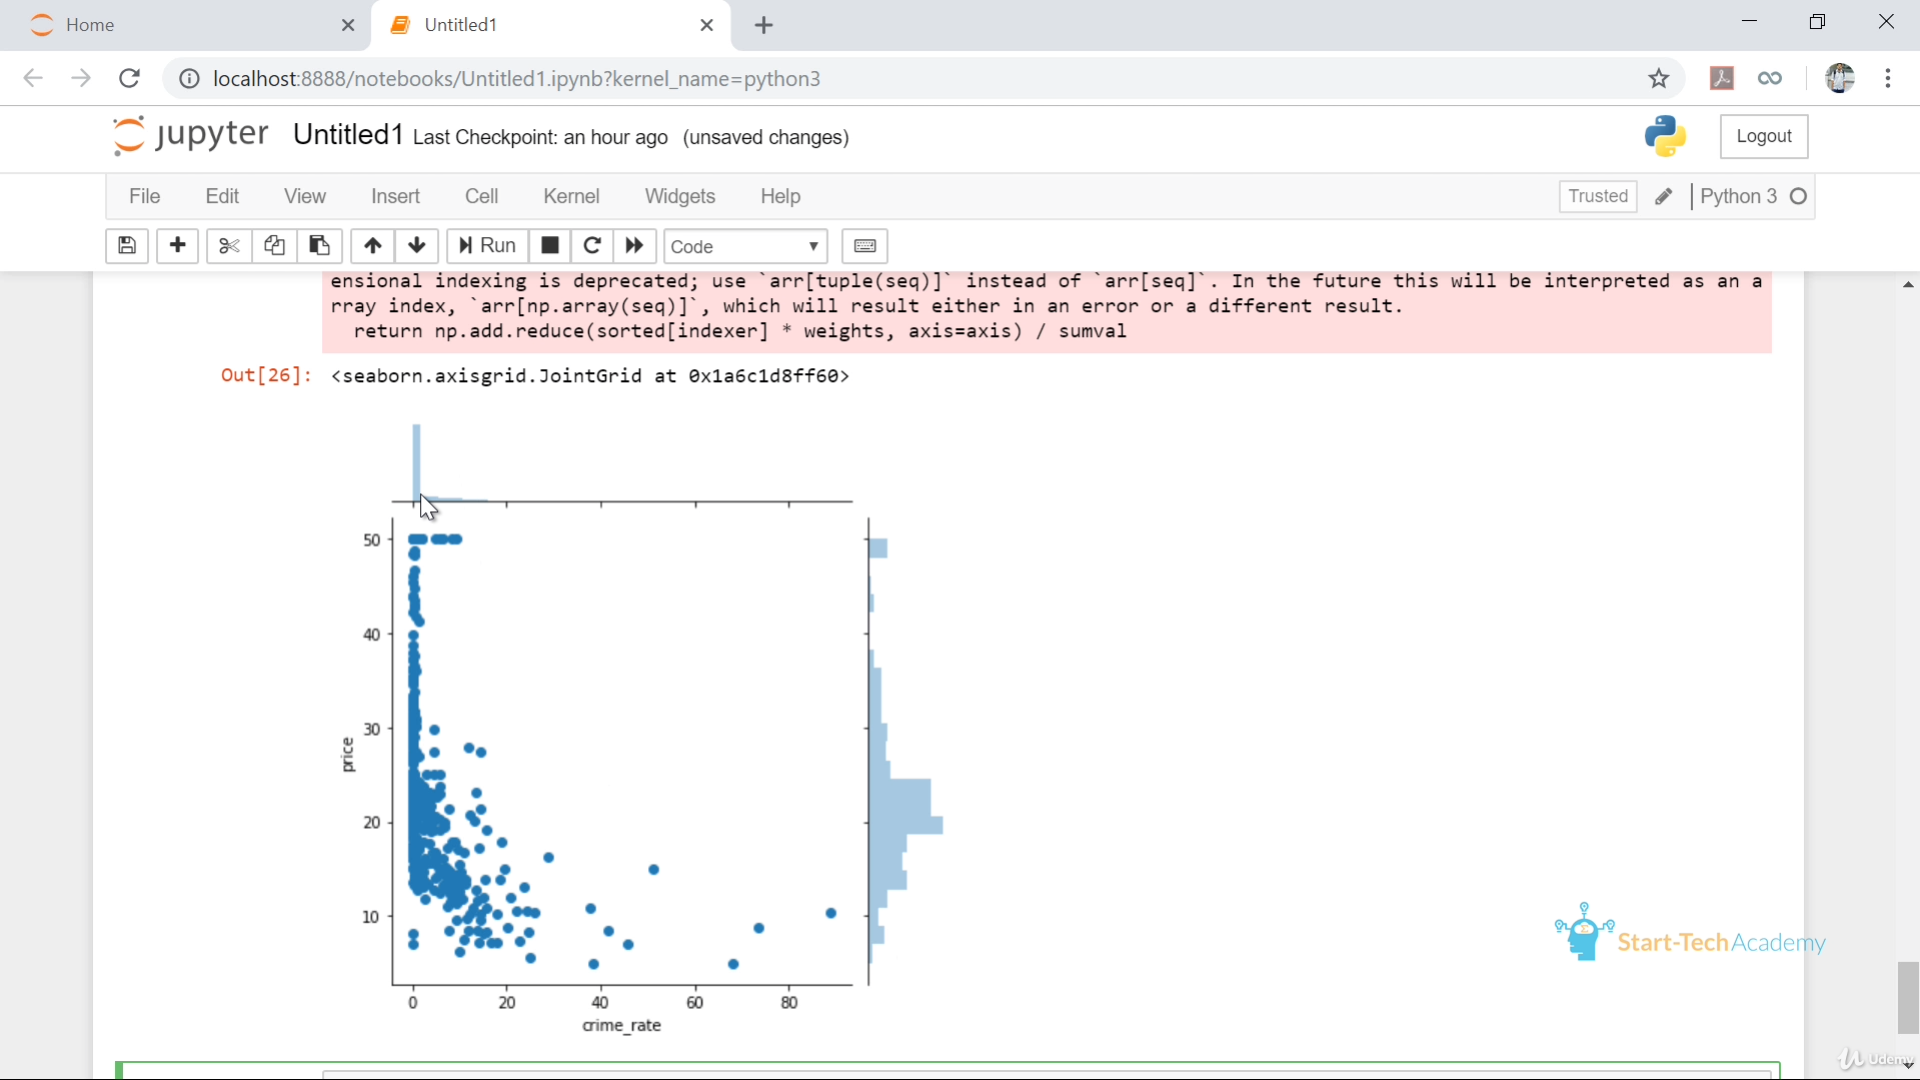 Home
Untitled1
localhost:8888/notebooks/Untitled1.ipynb?kernel_name=python3
jupyter Untitled1 Last Checkpoint: an hour ago (unsaved changes)
Logout
File Edit View Insert Cell Kernel Widgets Help
Trusted Python 3
Run Code
ensional indexing is deprecated; use `arr[tuple(seq)]` instead of `arr[seq]`. In the future this will be interpreted as an a
rray index, `arr[np.array(seq)]`, which will result either in an error or a different result.
return np.add.reduce(sorted[indexer] * weights, axis=axis) / sumval
Out[26]: <seaborn.axisgrid.JointGrid at 0x1a6c1d8ff60>
50
40
30
20
10
price
0 20 40 60 80
crime_rate
Start-TechAcademy
Udemy